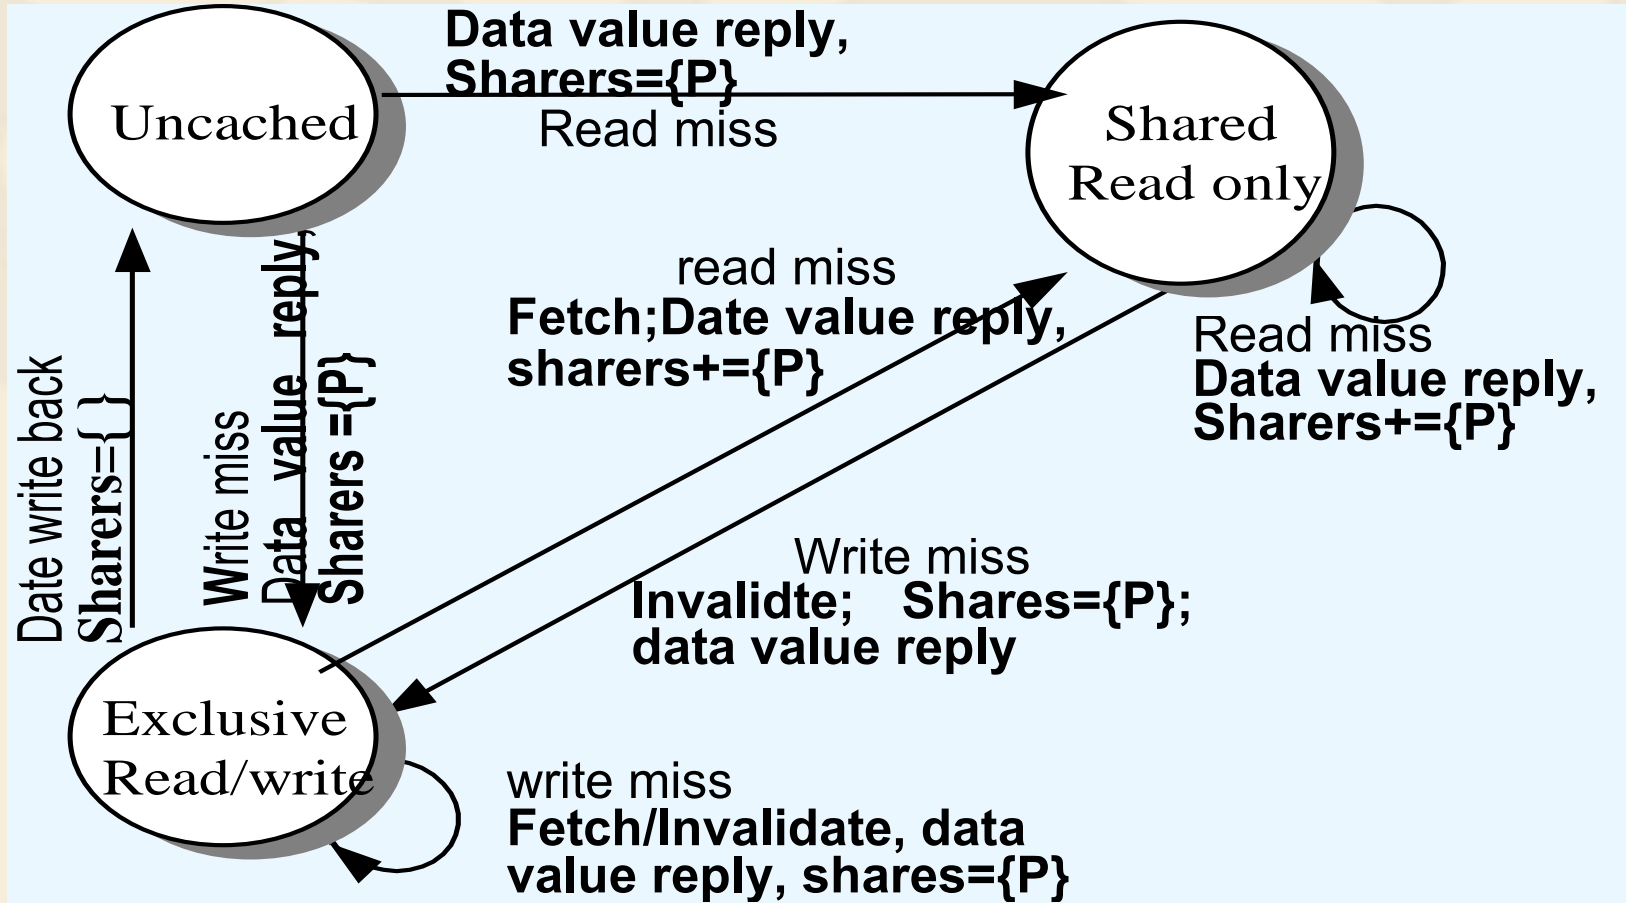 Data value reply,
Sharers={P}
Read miss
Uncached
Shared
Read only
read miss
Fetch;Date value reply,
sharers+={P}
Read miss
Data value reply,
Sharers+={P}
Date write back
Sharers={}
Write miss
Data value reply,
Sharers ={P}
Write miss
Invalidte; Shares={P};
data value reply
Exclusive
Read/write
write miss
Fetch/Invalidate, data
value reply, shares={P}